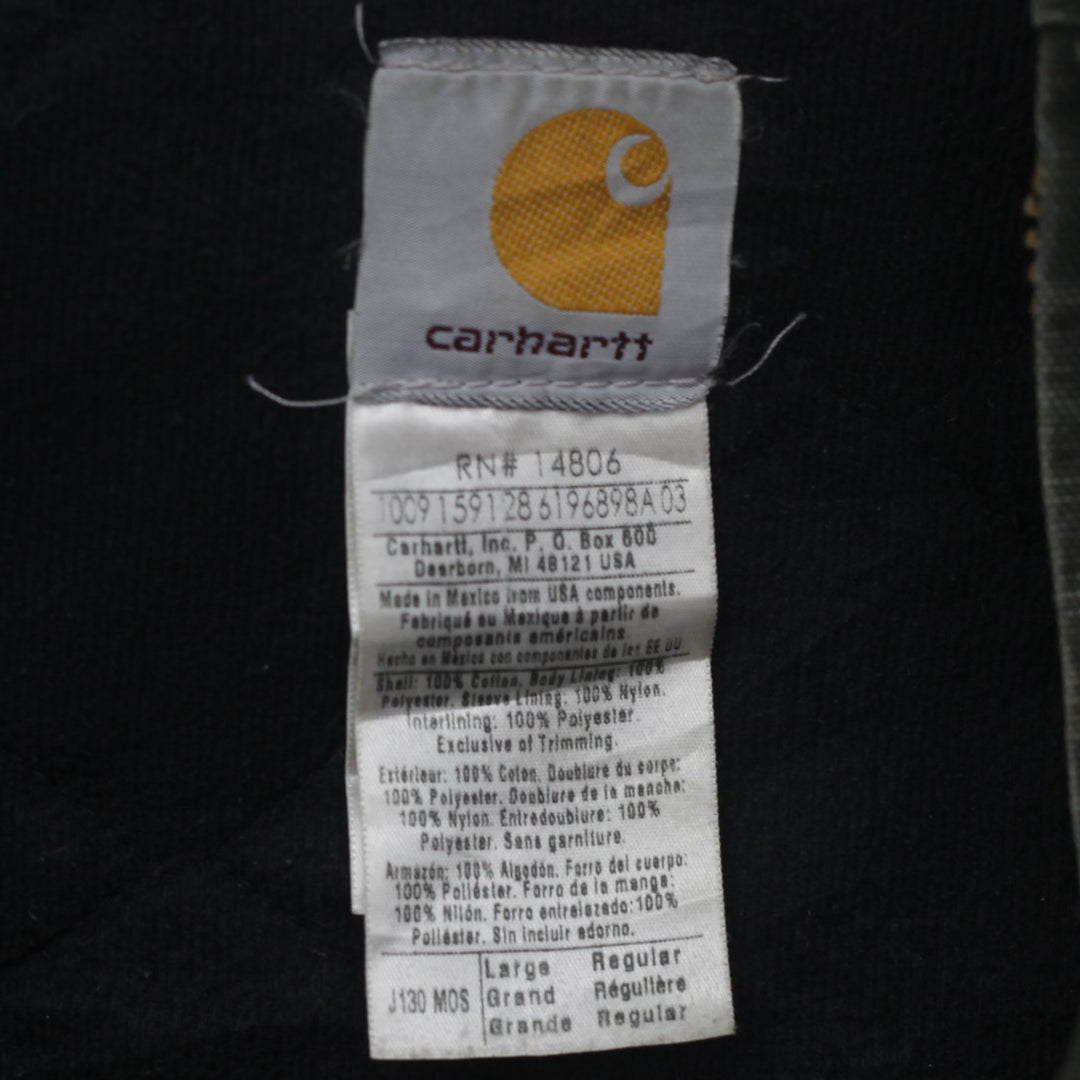 carhartt
RN# 14806
1009159128 6196898A 03
Carhartt, Inc. P. O. Box 600
Dearborn, MI 48121 USA
Made in Mexico from USA components.
Fabriqué au Mexique à partir de
composants américains.
Hecho en México con componentes de los EE.UU
Shell: 100% Cotton, Body Lining: 100%
Polyester. Sleeve Lining: 100% Nylon.
Interlining: 100% Polyester.
Exclusive of Trimming.
Extérieur: 100% Coton. Doublure du corps:
100% Polyester. Doublure de la manche:
100% Nylon. Entredoublure: 100%
Polyester. Sans garniture.
Armazón: 100% Algodón. Forro del cuerpo:
100% Poliéster. Forro de la manga:
100% Nilón. Forro entrelazado:100%
Poliéster. Sin incluir adorno.
J130 MOS
Large Regular
Grand Régulière
Grande Regular